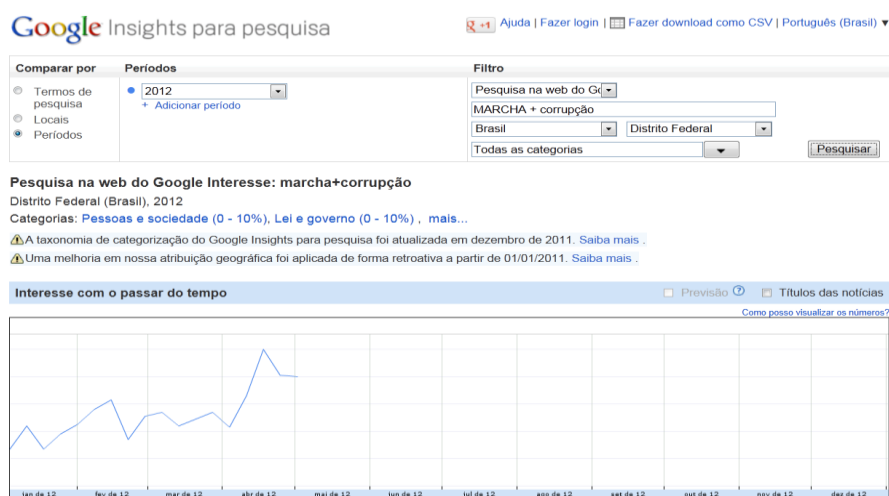 Google Insights para pesquisa
+1 Ajuda | Fazer login | Fazer download como CSV | Português (Brasil) ▼
Comparar por Períodos Filtro
Termos de pesquisa
Locais
Períodos
2012
+ Adicionar período
Pesquisa na web do Go
MARCHA + corrupção
Brasil Distrito Federal
Todas as categorias Pesquisar
Pesquisa na web do Google Interesse: marcha+corrupção
Distrito Federal (Brasil), 2012
Categorias: Pessoas e sociedade (0 - 10%), Lei e governo (0 - 10%) , mais...
A taxonomia de categorização do Google Insights para pesquisa foi atualizada em dezembro de 2011. Saiba mais .
Uma melhoria em nossa atribuição geográfica foi aplicada de forma retroativa a partir de 01/01/2011. Saiba mais .
Interesse com o passar do tempo Previsão ? Títulos das notícias
Como posso visualizar os números?
jan de 12 fev de 12 mar de 12 abr de 12 mai de 12 jun de 12 jul de 12 ago de 12 set de 12 out de 12 nov de 12 dez de 12